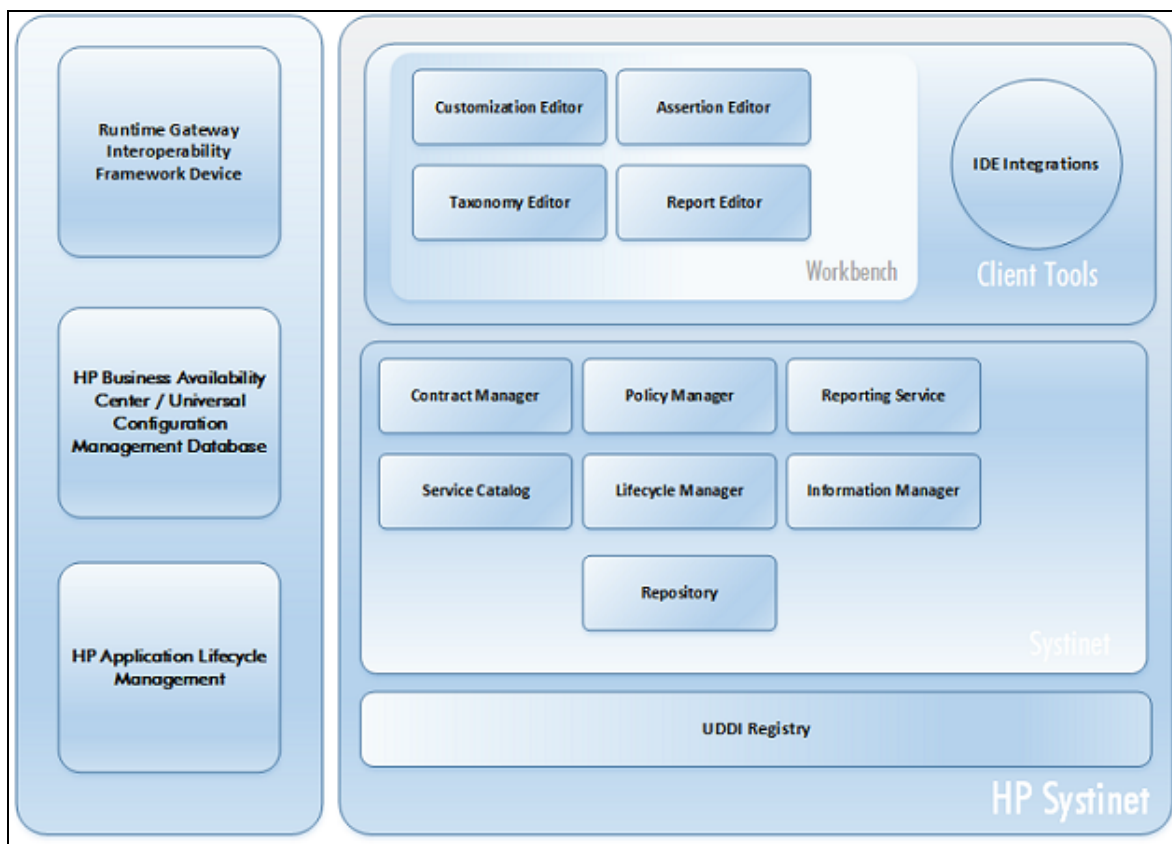 Runtime Gateway
Interoperability
Framework Device
HP Business Availability
Center / Universal
Configuration
Management Database
HP Application Lifecycle
Management
Customization Editor
Assertion Editor
Taxonomy Editor
Report Editor
Workbench
IDE Integrations
Client Tools
Contract Manager
Policy Manager
Reporting Service
Service Catalog
Lifecycle Manager
Information Manager
Repository
Systinet
UDDI Registry
HP Systinet